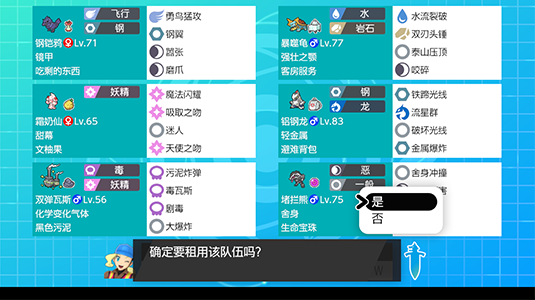 飞行
钢
钢铠鸦♀Lv.71
镜甲
吃剩的东西
勇鸟猛攻
钢翼
嚣张
磨爪
水
岩石
暴噬龟♂Lv.77
强壮之颚
客房服务
水流裂破
双刃头锤
泰山压顶
咬碎
妖精
霜奶仙♀Lv.65
甜幕
文柚果
魔法闪耀
吸取之吻
迷人
天使之吻
钢
龙
铝钢龙♂Lv.83
轻金属
避难背包
铁蹄光线
流星群
破坏光线
金属爆炸
毒
妖精
双弹瓦斯♂Lv.56
化学变化气体
黑色污泥
污泥炸弹
毒瓦斯
剧毒
大爆炸
恶
一般
堵拦熊♂Lv.75
舍身
生命宝珠
舍身冲撞
是
否
确定要租用该队伍吗?